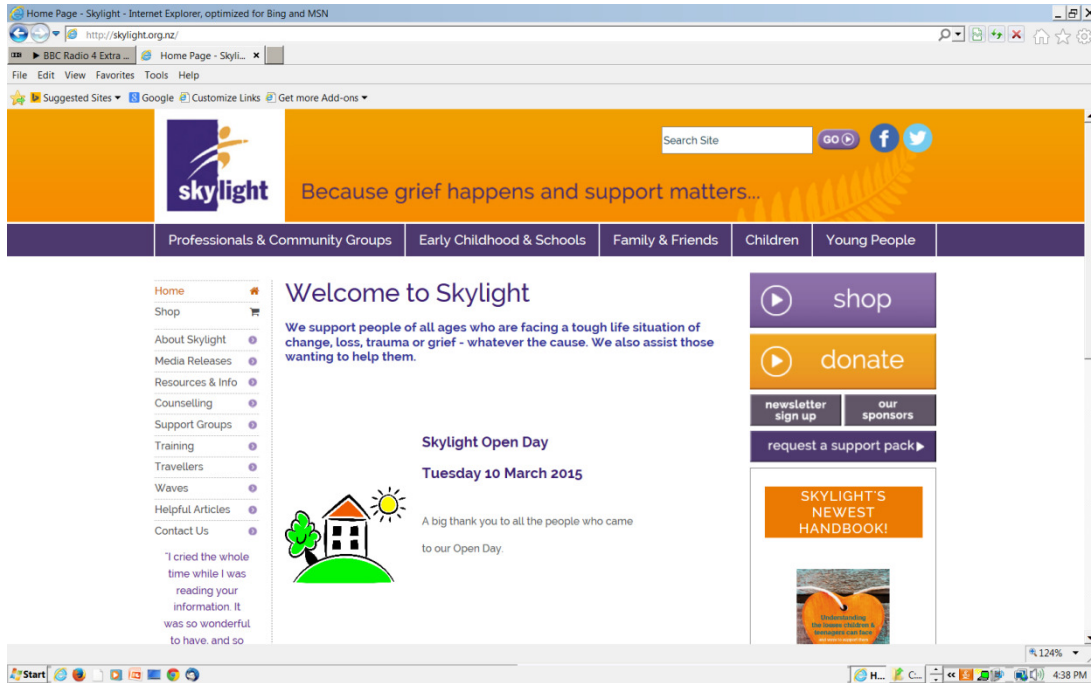 Home Page - Skylight - Internet Explorer, optimized for Bing and MSN
http://skylight.org.nz/
BBC Radio 4 Extra ...
Home Page - Skyli...
File Edit View Favorites Tools Help
Suggested Sites Google Customize Links Get more Add-ons
skylight
Search Site
GO
Because grief happens and support matters...
Professionals & Community Groups Early Childhood & Schools Family & Friends Children Young People
Home
Shop
About Skylight
Media Releases
Resources & Info
Counselling
Support Groups
Training
Travellers
Waves
Helpful Articles
Contact Us
"I cried the whole
time while I was
reading your
information. It
was so wonderful
to have, and so
Welcome to Skylight
We support people of all ages who are facing a tough life situation of
change, loss, trauma or grief - whatever the cause. We also assist those
wanting to help them.
Skylight Open Day
Tuesday 10 March 2015
A big thank you to all the people who came
to our Open Day.
shop
donate
newsletter
sign up
our
sponsors
request a support pack
SKYLIGHT'S
NEWEST
HANDBOOK!
Understanding
the losses children &
teenagers can face
124%
Start
H...
C...
4:38 PM